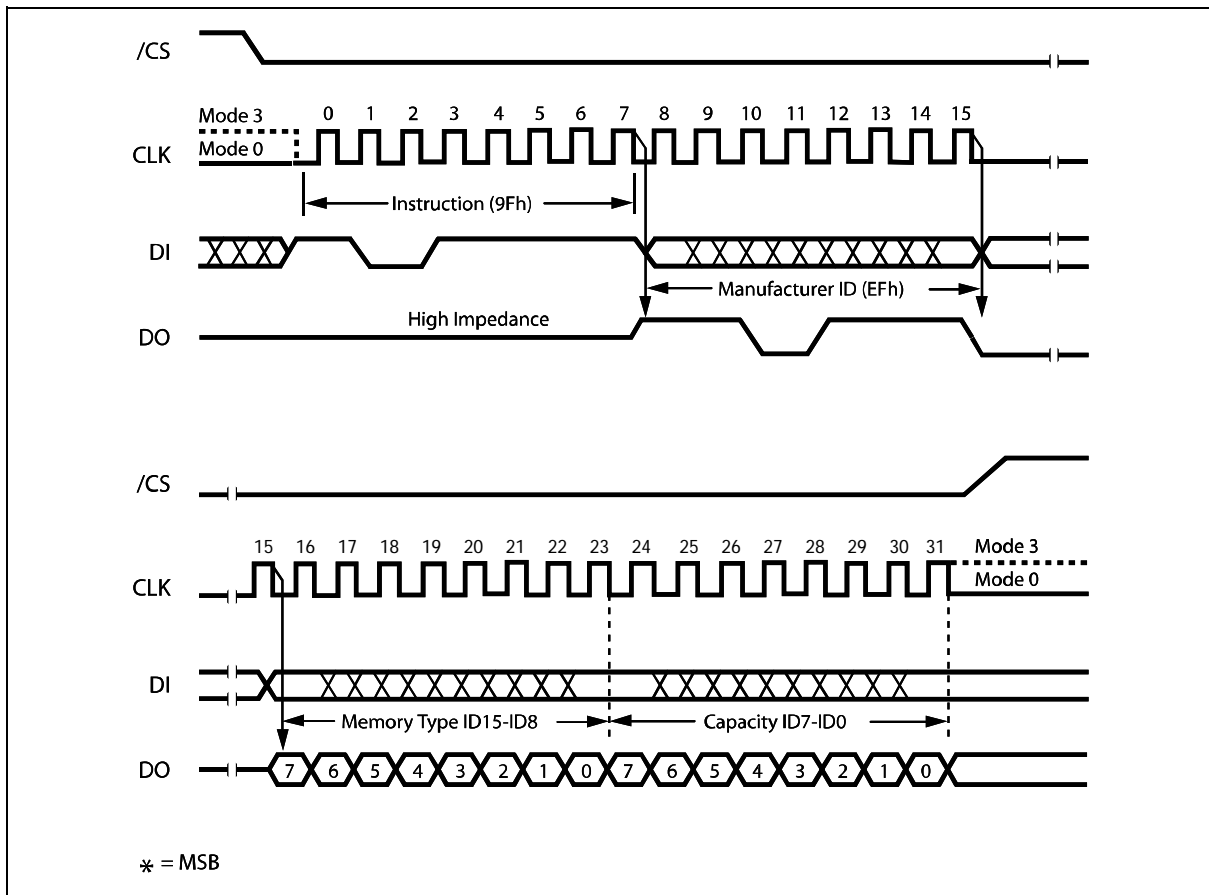 /CS
Mode 3
0 1 2 3 4 5 6 7 8 9 10 11 12 13 14 15
Mode 0
CLK
Instruction (9Fh)
DI
Manufacturer ID (EFh)
High Impedance
DO
/CS
15 16 17 18 19 20 21 22 23 24 25 26 27 28 29 30 31
Mode 3
Mode 0
CLK
DI
Memory Type ID15-ID8
Capacity ID7-ID0
DO
7 6 5 4 3 2 1 0 7 6 5 4 3 2 1 0
* = MSB